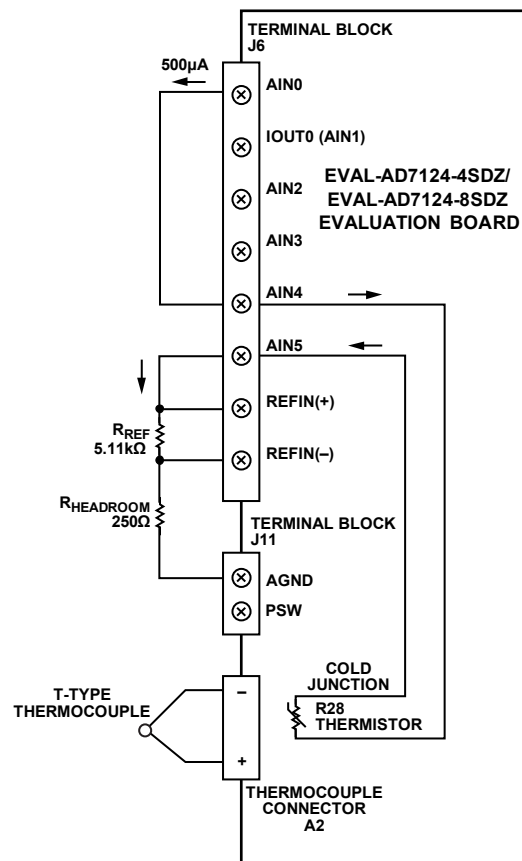 TERMINAL BLOCK
J6
500µA
AIN0
IOUT0 (AIN1)
EVAL-AD7124-4SDZ/
EVAL-AD7124-8SDZ
EVALUATION BOARD
AIN2
AIN3
AIN4
AIN5
REFIN(+)
RREF
5.11kΩ
REFIN(–)
RHEADROOM
250Ω
TERMINAL BLOCK
J11
AGND
PSW
COLD
JUNCTION
T-TYPE
THERMOCOUPLE
–
R28
THERMISTOR
+
THERMOCOUPLE
CONNECTOR
A2